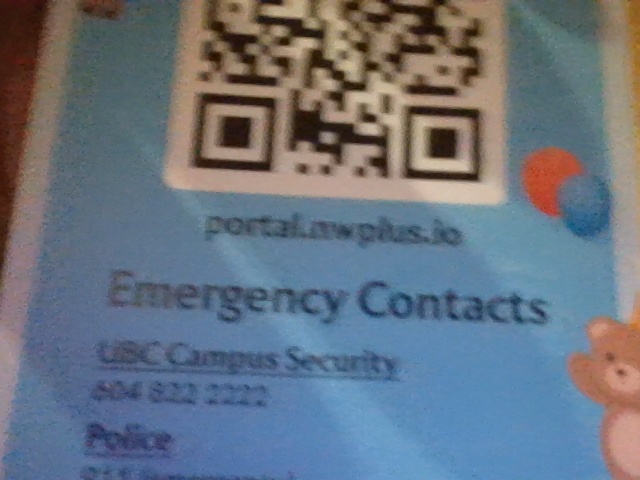 portal.nwplus.io
Emergency Contacts
UBC Campus Security
604 822 2222
Police